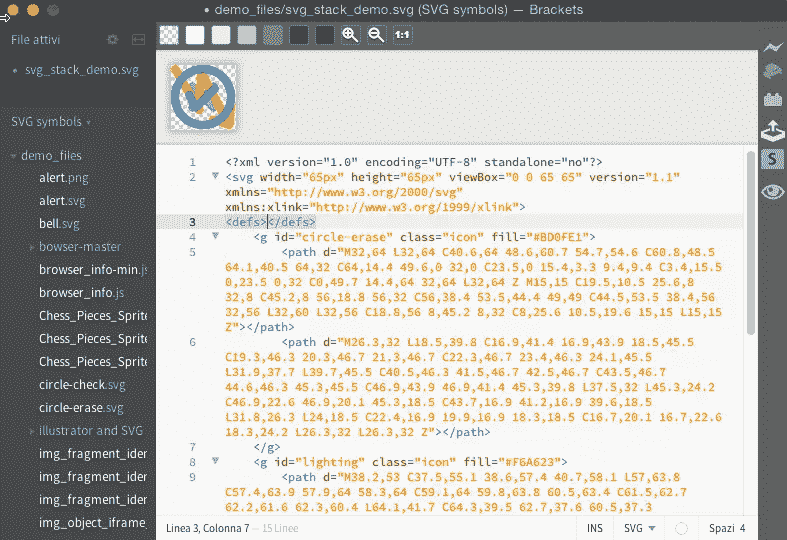 • demo_files/svg_stack_demo.svg (SVG symbols) — Brackets
File attivi
• svg_stack_demo.svg
SVG symbols
demo_files
alert.png
alert.svg
bell.svg
bowser-master
browser_info-min.js
browser_info.js
Chess_Pieces_Sprite
Chess_Pieces_Sprite
Chess_Pieces_Sprite
circle-check.svg
circle-erase.svg
illustrator and SVG
img_fragment_iden
img_fragment_iden
img_fragment_iden
img_object_iframe_
1:1
S
1 <?xml version="1.0" encoding="UTF-8" standalone="no"?>
2 <svg width="65px" height="65px" viewBox="0 0 65 65" version="1.1"
xmlns="http://www.w3.org/2000/svg"
xmlns:xlink="http://www.w3.org/1999/xlink">
3 <defs></defs>
4 <g id="circle-erase" class="icon" fill="#BD0FE1">
5 <path d="M32,64 L32,64 C40,6.64 48.6,60.7 54.7,54.6 C60.8,48.5
64.1,40.5 64,32 C64,14.4 49.6,0 32,0 C23.5,0 15.4,3.3 9.4,9.4 C3.4,15.5
0,23.5 0,32 C0,49.7 14.4,64 32,64 L32,64 Z M15,15 C19.5,10.5 25.6,8
32,8 C45.2,8 56,18.8 56,32 C56,38.4 53.5,44.4 49,49 C44.5,53.5 38.4,56
32,56 L32,60 L32,56 C18.8,56 8,45.2 8,32 C8,25.6 10.5,19.6 15,15 L15,15
Z"></path>
6 <path d="M26.3,32 L18.5,39.8 C16.9,41.4 16.9,43.9 18.5,45.5
C19.3,46.3 20.3,46.7 21.3,46.7 C22.3,46.7 23.4,46.3 24.1,45.5
L31.9,37.7 L39.7,45.5 C40.5,46.3 41.5,46.7 42.5,46.7 C43.5,46.7
44.6,46.3 45.3,45.5 C46.9,43.9 46.9,41.4 45.3,39.8 L37.5,32 L45.3,24.2
C46.9,22.6 46.9,20.1 45.3,18.5 C43.7,16.9 41.2,16.9 39.6,18.5
L31.8,26.3 L24,18.5 C22.4,16.9 19.9,16.9 18.3,18.5 C16.7,20.1 16.7,22.6
18.3,24.2 L26.3,32 L26.3,32 Z"></path>
7 </g>
8 <g id="lighting" class="icon" fill="#F6A623">
9 <path d="M38.2,53 C37.5,55.1 38.6,57.4 40.7,58.1 L57,63.8
C57.4,63.9 57.9,64 58.3,64 C59.1,64 59.8,63.8 60.5,63.4 C61.5,62.7
62.2,61.6 62.3,60.4 L64.1,41.7 C64.3,39.5 62.7,37.6 60.5,37.3
Linea 3, Colonna 7 — 15 Linee
INS
SVG
Spazi 4